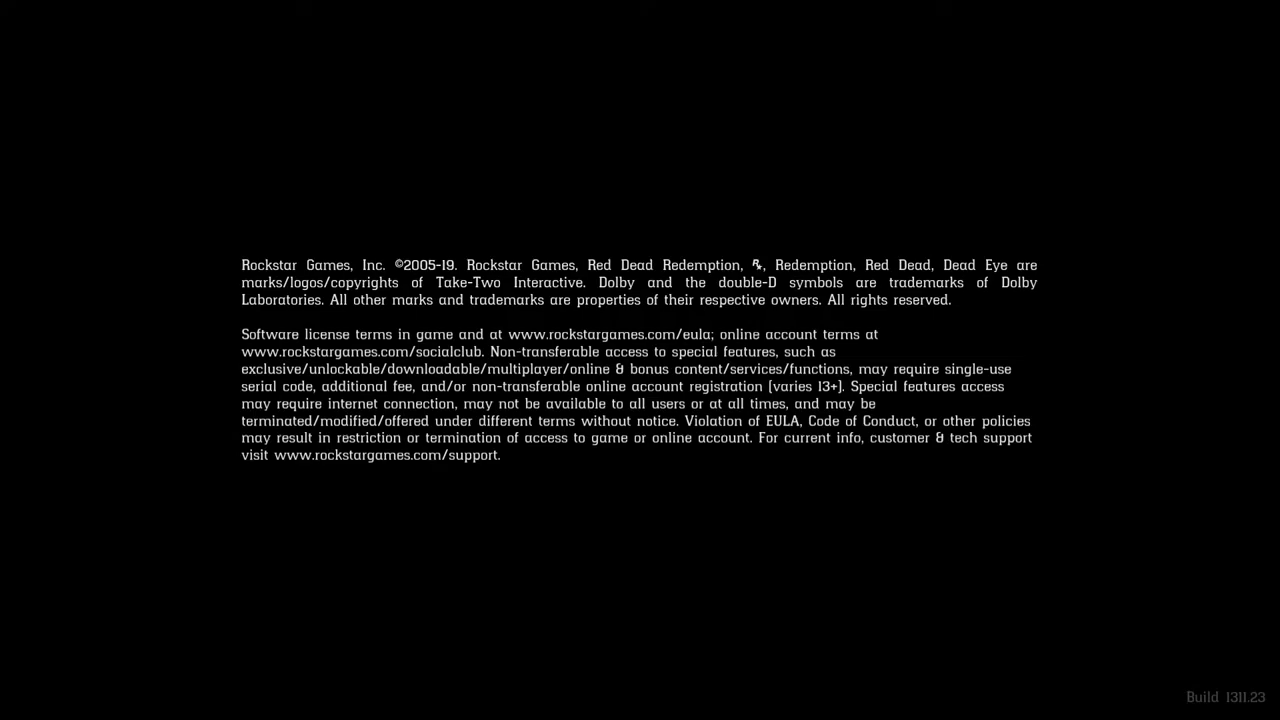 Rockstar Games, Inc. ©2005-19. Rockstar Games, Red Dead Redemption, R★, Redemption, Red Dead, Dead Eye are
marks/logos/copyrights of Take-Two Interactive. Dolby and the double-D symbols are trademarks of Dolby
Laboratories. All other marks and trademarks are properties of their respective owners. All rights reserved.
Software license terms in game and at www.rockstargames.com/eula; online account terms at
www.rockstargames.com/socialclub. Non-transferable access to special features, such as
exclusive/unlockable/downloadable/multiplayer/online & bonus content/services/functions, may require single-use
serial code, additional fee, and/or non-transferable online account registration (varies 13+). Special features access
may require internet connection, may not be available to all users or at all times, and may be
terminated/modified/offered under different terms without notice. Violation of EULA, Code of Conduct, or other policies
may result in restriction or termination of access to game or online account. For current info, customer & tech support
visit www.rockstargames.com/support.
Build 1311.23